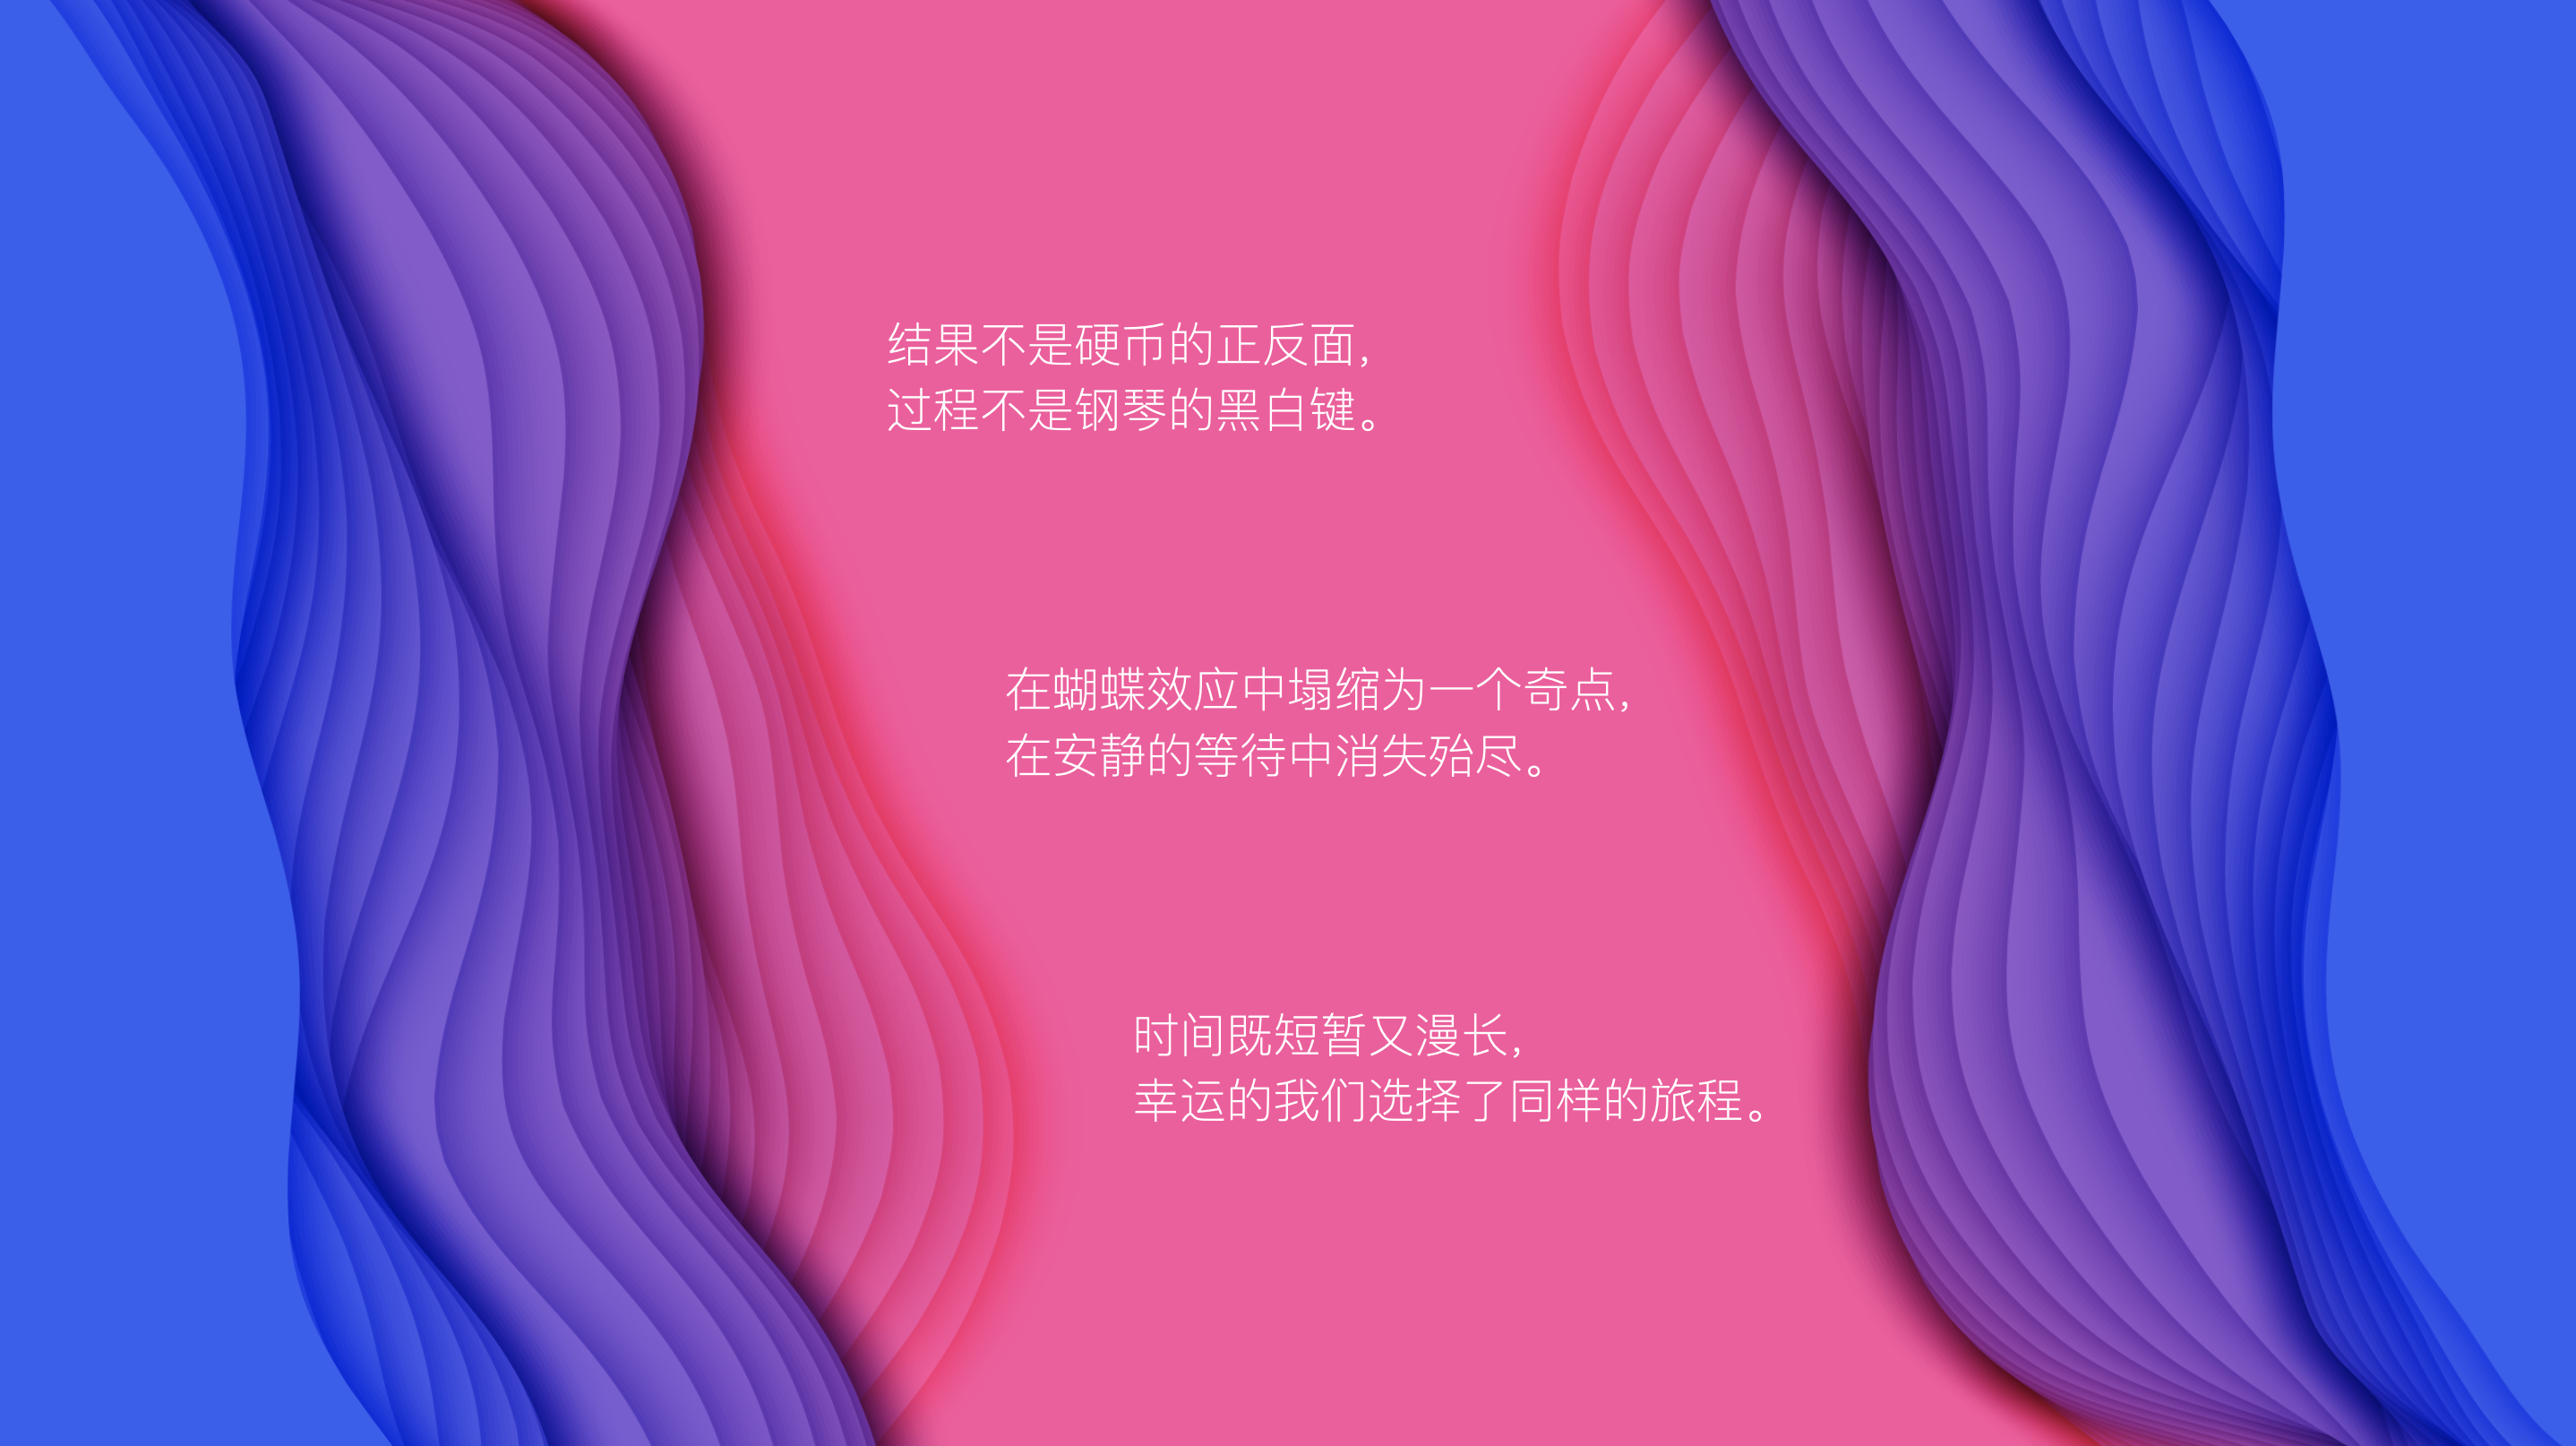 结果不是硬币的正反面，
过程不是钢琴的黑白键。
在蝴蝶效应中塌缩为一个奇点，
在安静的等待中消失殆尽。
时间既短暂又漫长，
幸运的我们选择了同样的旅程。